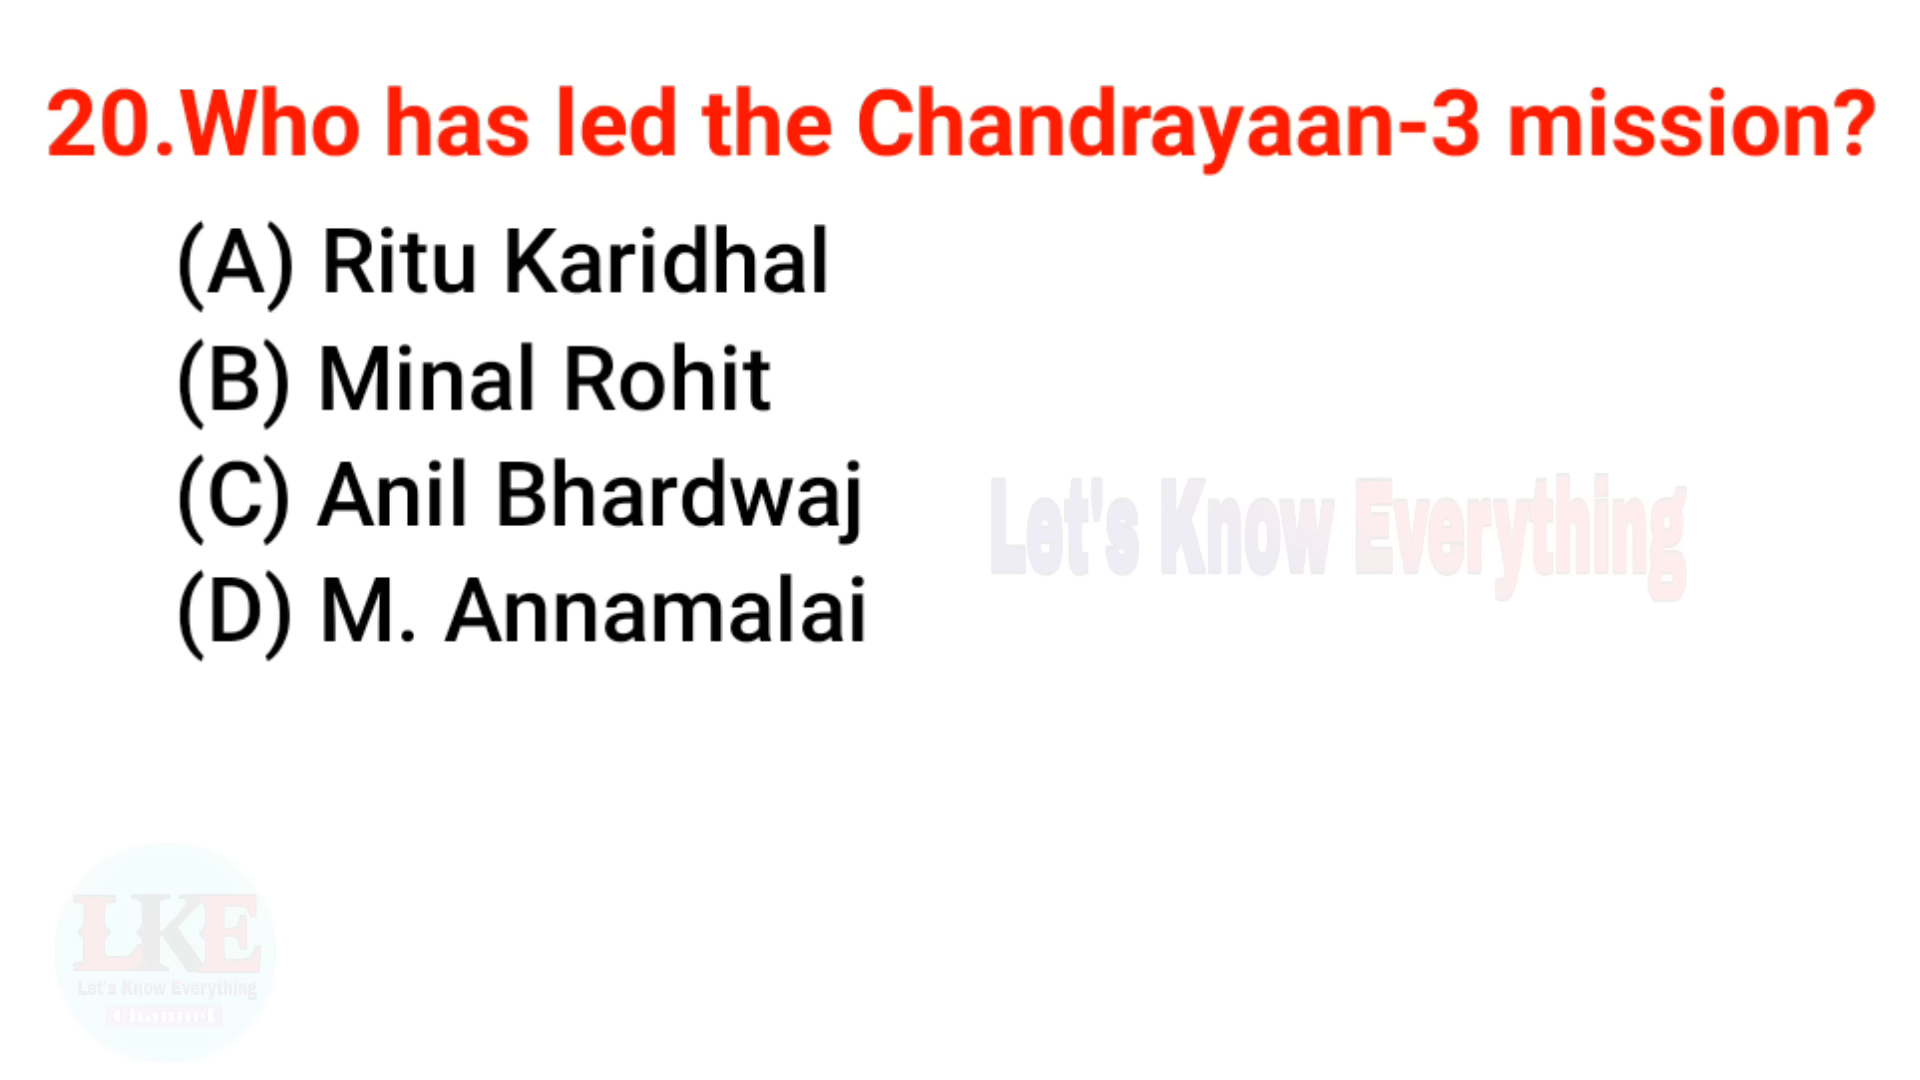 20.Who has led the Chandrayaan-3 mission?
(A) Ritu Karidhal
(B) Minal Rohit
(C) Anil Bhardwaj
(D) M. Annamalai
Let's Know Everything
LKE
Let's Know Everything
Channel